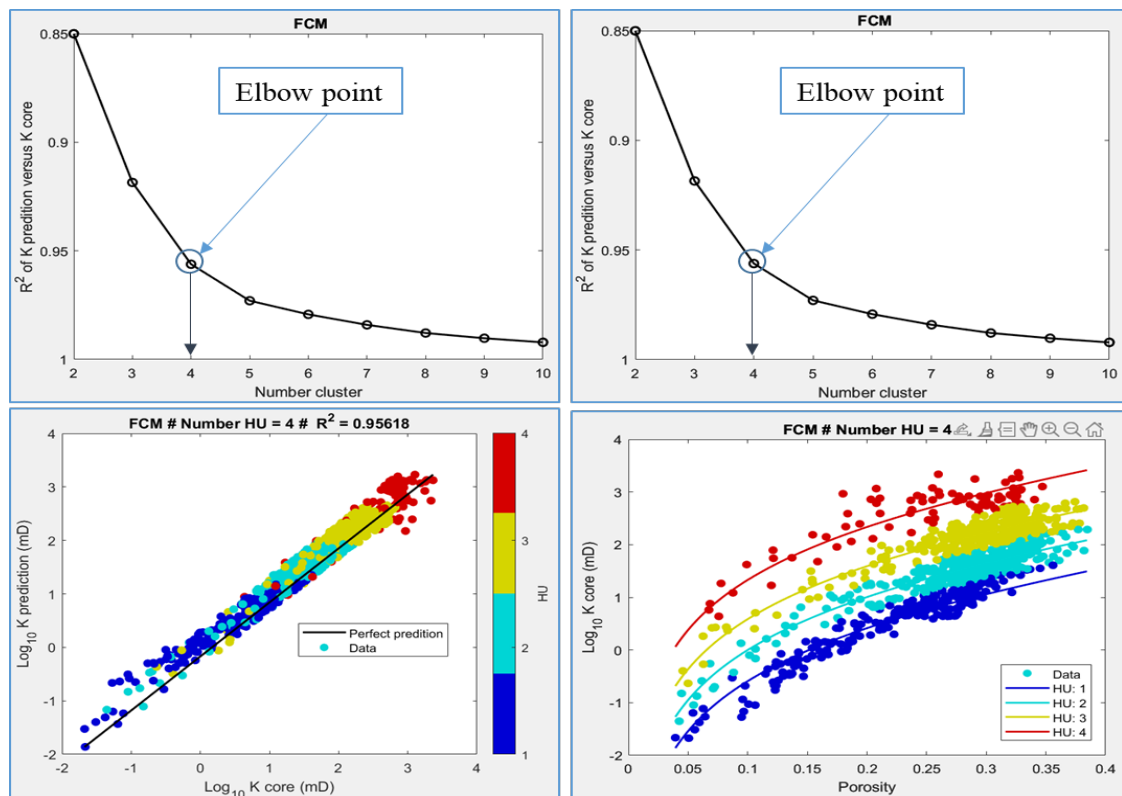 FCM
0.85
0.9
0.95
1
R² of K predition versus K core
Elbow point
2 3 4 5 6 7 8 9 10
Number cluster
FCM
0.85
0.9
0.95
1
R² of K predition versus K core
Elbow point
2 3 4 5 6 7 8 9 10
Number cluster
FCM # Number HU = 4 # R² = 0.95618
4
3
2
1
0
-1
-2
Log₁₀ K prediction (mD)
Perfect predition
Data
-2 -1 0 1 2 3 4
Log₁₀ K core (mD)
4
3
2
1
HU
FCM # Number HU = 4
4
3
2
1
0
-1
-2
Log₁₀ K core (mD)
Data
HU: 1
HU: 2
HU: 3
HU: 4
0 0.05 0.1 0.15 0.2 0.25 0.3 0.35 0.4
Porosity